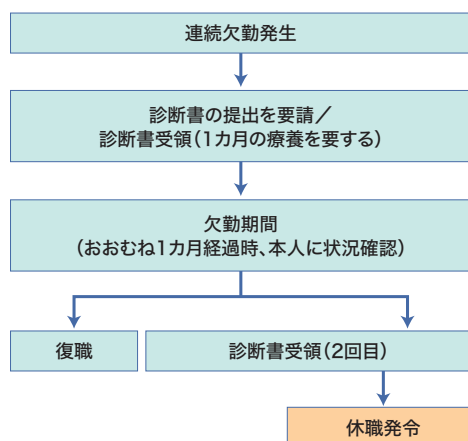 連続欠勤発生
診断書の提出を要請／
診断書受領（1カ月の療養を要する）
欠勤期間
（おおむね1カ月経過時、本人に状況確認）
復職
診断書受領（2回目）
休職発令